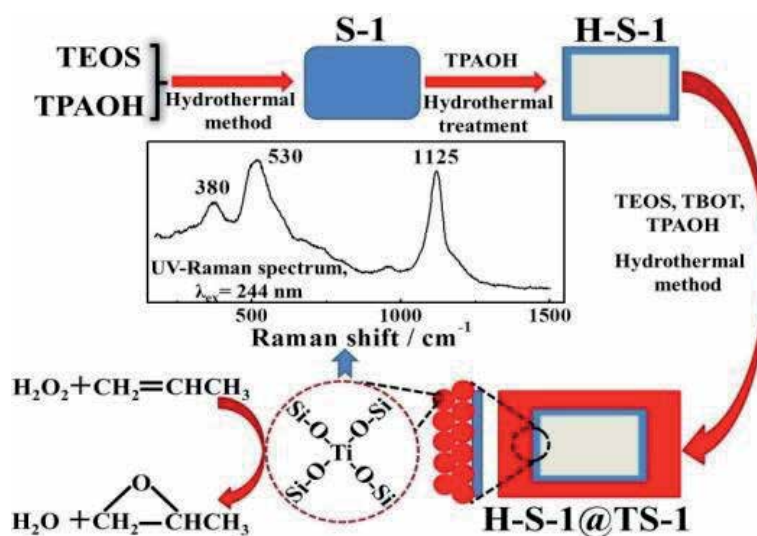 TEOS
TPAOH
Hydrothermal
method
S-1
TPAOH
Hydrothermal
treatment
H-S-1
TEOS, TBOT,
TPAOH
Hydrothermal
method
380
530
1125
UV-Raman spectrum,
λex= 244 nm
500
1000
1500
Raman shift / cm⁻¹
H₂O₂+CH₂=CHCH₃
Si-O
O-Si
Ti
Si-O
O-Si
O
H₂O+CH₂-CHCH₃
H-S-1@TS-1